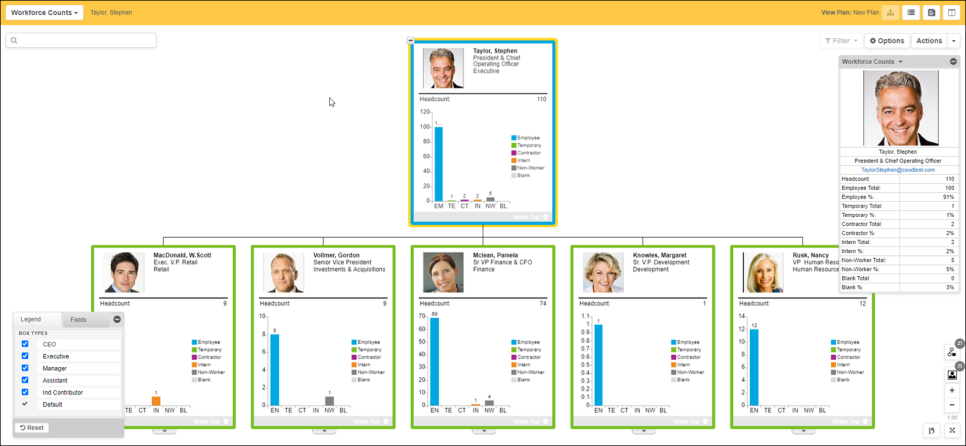 Workforce Counts
Taylor, Stephen
View Plan: New Plan
Filter
Options
Actions
Taylor, Stephen
President & Chief
Operating Officer
Executive
Headcount: 110
120
100
80
60
40
20
0
1...
1
2
2
5
EM TE CT IN NW BL
Employee
Temporary
Contractor
Intern
Non-Worker
Blank
Make Top
Workforce Counts
Taylor, Stephen
President & Chief Operating Officer
TaylorStephen@ceodtest.com
Headcount: 110
Employee Total: 100
Employee %: 91%
Temporary Total: 1
Temporary %: 1%
Contractor Total: 2
Contractor %: 2%
Intern Total: 2
Intern %: 2%
Non-Worker Total: 5
Non-Worker %: 5%
Blank Total: 0
Blank %: 3%
MacDonald, W.Scott
Exec V.P. Retail
Retail
Headcount: 9
Employee
Temporary
Contractor
Intern
Non-Worker
Blank
1
TE CT IN NW BL
Make Top
Vollmer, Gordon
Senior Vice President
Investments & Acquisitions
Headcount: 9
10
8
6
4
2
0
8
1
EN TE CT IN NW BL
Employee
Temporary
Contractor
Intern
Non-Worker
Blank
Make Top
Mclean, Pamela
Sr VP Finance & CFO
Finance
Headcount: 74
70
60
50
40
30
20
10
0
69
1
4
EN TE CT IN NW BL
Employee
Temporary
Contractor
Intern
Non-Worker
Blank
Make Top
Knowles, Margaret
Sr. V.P. Development
Development
Headcount: 1
1.1
1
0.9
0.8
0.7
0.6
0.5
0.4
0.3
0.2
0.1
0
1
EN TE CT IN NW BL
Employee
Temporary
Contractor
Intern
Non-Worker
Blank
Make Top
Rusk, Nancy
VP Human Resou
Human Resource
Headcount: 12
14
12
10
8
6
4
2
0
12
EN TE CT IN NW BL
Employee
Temporary
Contractor
Intern
Non-Worker
Blank
Make Top
Legend
Fields
BOX TYPES
CEO
Executive
Manager
Assistant
Ind Contributor
Default
Reset
1.00